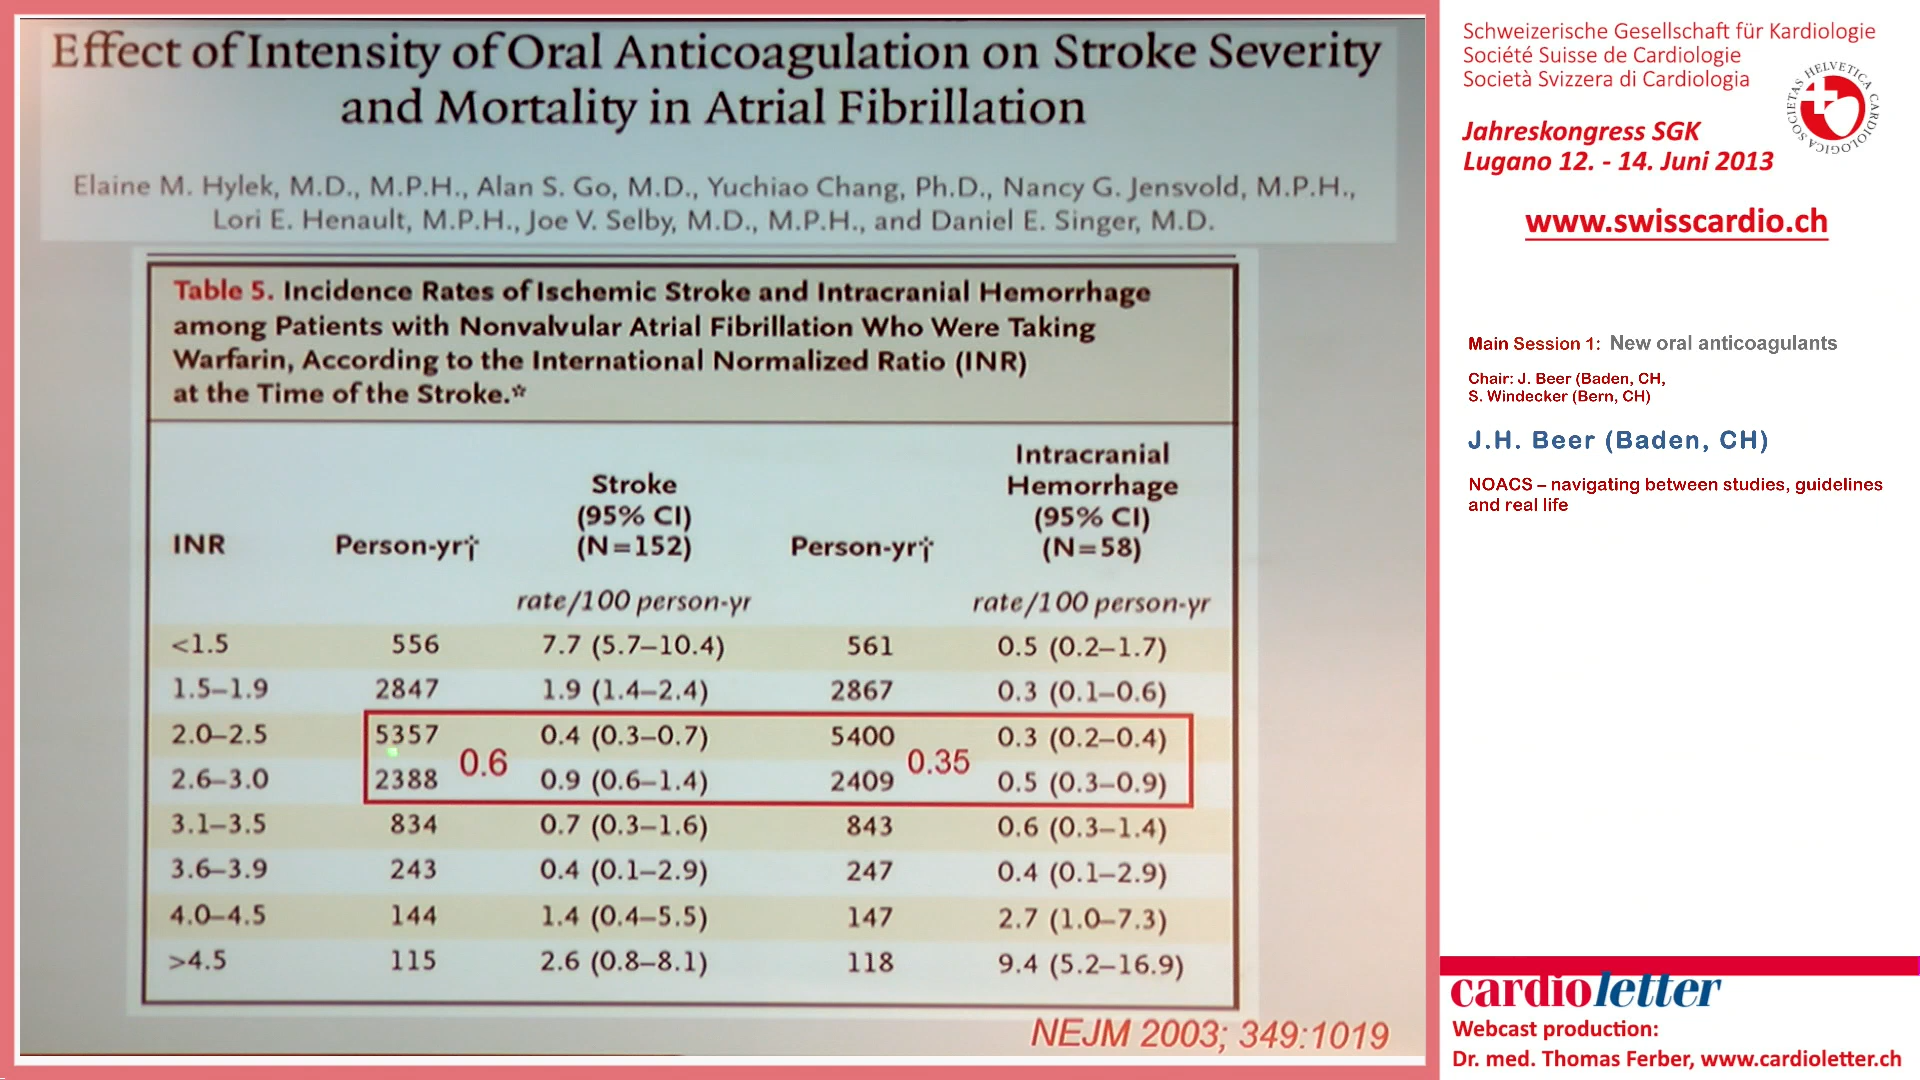 Effect of Intensity of Oral Anticoagulation on Stroke Severity
and Mortality in Atrial Fibrillation
Elaine M. Hylek, M.D., M.P.H., Alan S. Go, M.D., Yuchiao Chang, Ph.D., Nancy G. Jensvold, M.P.H.,
Lori E. Henault, M.P.H., Joe V. Selby, M.D., M.P.H., and Daniel E. Singer, M.D.
Table 5. Incidence Rates of Ischemic Stroke and Intracranial Hemorrhage
among Patients with Nonvalvular Atrial Fibrillation Who Were Taking
Warfarin, According to the International Normalized Ratio (INR)
at the Time of the Stroke.*
INR Person-yr† Stroke (95% CI) (N=152) Person-yr† Intracranial Hemorrhage (95% CI) (N=58)
rate/100 person-yr rate/100 person-yr
<1.5 556 7.7 (5.7–10.4) 561 0.5 (0.2–1.7)
1.5–1.9 2847 1.9 (1.4–2.4) 2867 0.3 (0.1–0.6)
2.0–2.5 5357 0.4 (0.3–0.7) 5400 0.3 (0.2–0.4)
0.6 0.35
2.6–3.0 2388 0.9 (0.6–1.4) 2409 0.5 (0.3–0.9)
3.1–3.5 834 0.7 (0.3–1.6) 843 0.6 (0.3–1.4)
3.6–3.9 243 0.4 (0.1–2.9) 247 0.4 (0.1–2.9)
4.0–4.5 144 1.4 (0.4–5.5) 147 2.7 (1.0–7.3)
>4.5 115 2.6 (0.8–8.1) 118 9.4 (5.2–16.9)
NEJM 2003; 349:1019
Schweizerische Gesellschaft für Kardiologie
Société Suisse de Cardiologie
Società Svizzera di Cardiologia
SOCIETAS HELVETICA CARDIOLOGICA
Jahreskongress SGK
Lugano 12. - 14. Juni 2013
www.swisscardio.ch
Main Session 1: New oral anticoagulants
Chair: J. Beer (Baden, CH,
S. Windecker (Bern, CH)
J.H. Beer (Baden, CH)
NOACS – navigating between studies, guidelines
and real life
cardioletter
Webcast production:
Dr. med. Thomas Ferber, www.cardioletter.ch